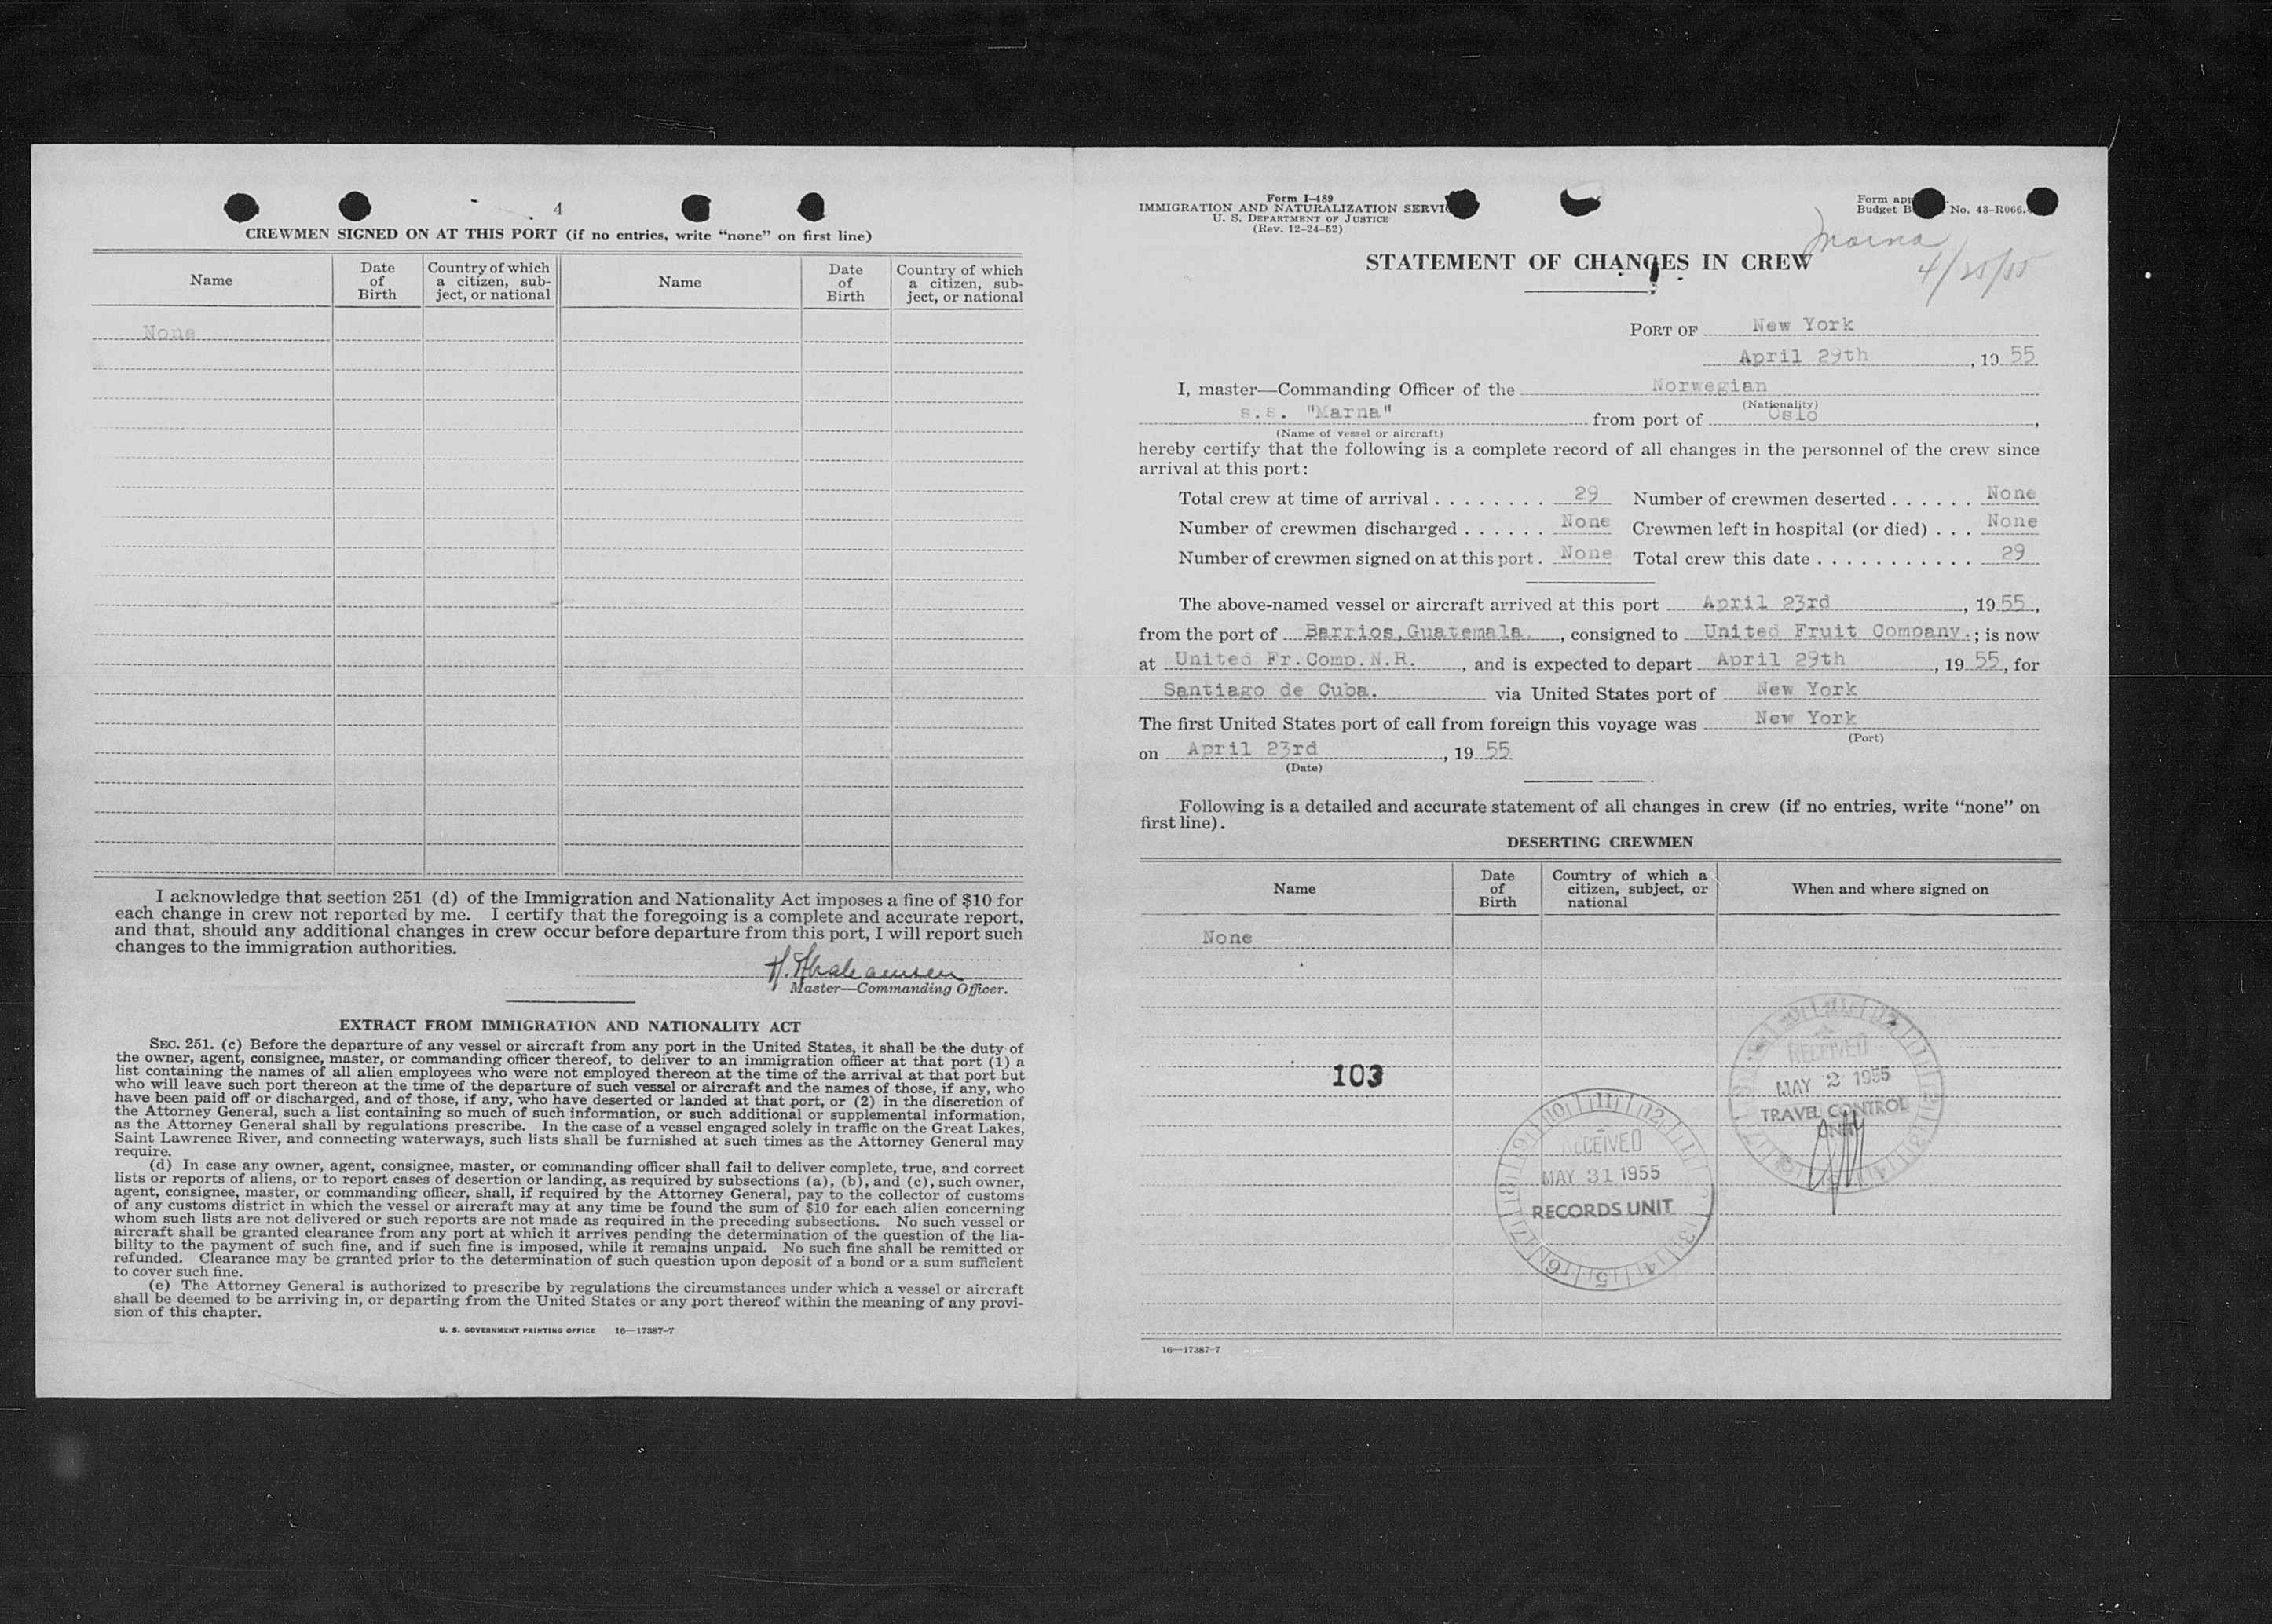 4
CREWMEN SIGNED ON AT THIS PORT (if no entries, write “none” on first line)
Name
Date of Birth
Country of which a citizen, sub-ject, or national
Name
Date of Birth
Country of which a citizen, sub-ject, or national
None
I acknowledge that section 251 (d) of the Immigration and Nationality Act imposes a fine of $10 for
each change in crew not reported by me. I certify that the foregoing is a complete and accurate report,
and that, should any additional changes in crew occur before departure from this port, I will report such
changes to the immigration authorities.
H. Abrahamsen
Master—Commanding Officer.
EXTRACT FROM IMMIGRATION AND NATIONALITY ACT
SEC. 251. (c) Before the departure of any vessel or aircraft from any port in the United States, it shall be the duty of
the owner, agent, consignee, master, or commanding officer thereof, to deliver to an immigration officer at that port (1) a
list containing the names of all alien employees who were not employed thereon at the time of the arrival at that port but
who will leave such port thereon at the time of the departure of such vessel or aircraft and the names of those, if any, who
have been paid off or discharged, and of those, if any, who have deserted or landed at that port, or (2) in the discretion of
the Attorney General, such a list containing so much of such information, or such additional or supplemental information,
as the Attorney General shall by regulations prescribe. In the case of a vessel engaged solely in traffic on the Great Lakes,
Saint Lawrence River, and connecting waterways, such lists shall be furnished at such times as the Attorney General may
require.
(d) In case any owner, agent, consignee, master, or commanding officer shall fail to deliver complete, true, and correct
lists or reports of aliens, or to report cases of desertion or landing, as required by subsections (a), (b), and (c), such owner,
agent, consignee, master, or commanding officer, shall, if required by the Attorney General, pay to the collector of customs
of any customs district in which the vessel or aircraft may at any time be found the sum of $10 for each alien concerning
whom such lists are not delivered or such reports are not made as required in the preceding subsections. No such vessel or
aircraft shall be granted clearance from any port at which it arrives pending the determination of the question of the lia-
bility to the payment of such fine, and if such fine is imposed, while it remains unpaid. No such fine shall be remitted or
refunded. Clearance may be granted prior to the determination of such question upon deposit of a bond or a sum sufficient
to cover such fine.
(e) The Attorney General is authorized to prescribe by regulations the circumstances under which a vessel or aircraft
shall be deemed to be arriving in, or departing from the United States or any port thereof within the meaning of any provi-
sion of this chapter.
U. S. GOVERNMENT PRINTING OFFICE 16—17387-7
Form I-489
IMMIGRATION AND NATURALIZATION
U. S. DEPARTMENT OF JUSTICE
(Rev. 12-24-52)
Form
Budget No. 43-R066.
Marna
4/25/55
STATEMENT OF CHANGES IN CREW
PORT OF New York
April 29th, 19 55
I, master—Commanding Officer of the Norwegian
(Nationality)
s.s. "Marna" from port of Oslo,
(Name of vessel or aircraft)
hereby certify that the following is a complete record of all changes in the personnel of the crew since
arrival at this port:
Total crew at time of arrival 29 Number of crewmen deserted None
Number of crewmen discharged None Crewmen left in hospital (or died) None
Number of crewmen signed on at this port. None Total crew this date 29
The above-named vessel or aircraft arrived at this port April 23rd, 19 55,
from the port of Barrios, Guatemala, consigned to United Fruit Company.; is now
at United Fr. Comp. N.R., and is expected to depart April 29th, 19 55, for
Santiago de Cuba. via United States port of New York
The first United States port of call from foreign this voyage was New York
(Port)
on April 23rd, 19 55
(Date)
Following is a detailed and accurate statement of all changes in crew (if no entries, write “none” on
first line).
DESERTING CREWMEN
Name
Date of Birth
Country of which a citizen, subject, or national
When and where signed on
None
103
RECEIVED
MAY 2 1955
TRAVEL CONTROL
UNIT
RECEIVED
MAY 31 1955
RECORDS UNIT
16—17387-7